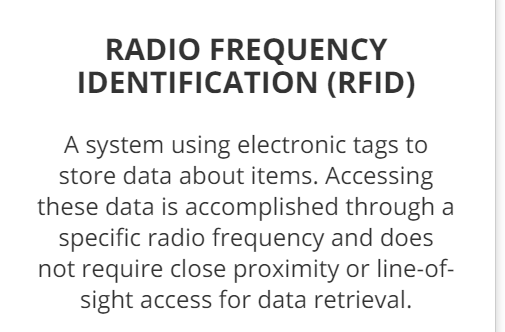 RADIO FREQUENCY
IDENTIFICATION (RFID)
A system using electronic tags to
store data about items. Accessing
these data is accomplished through a
specific radio frequency and does
not require close proximity or line-of-
sight access for data retrieval.